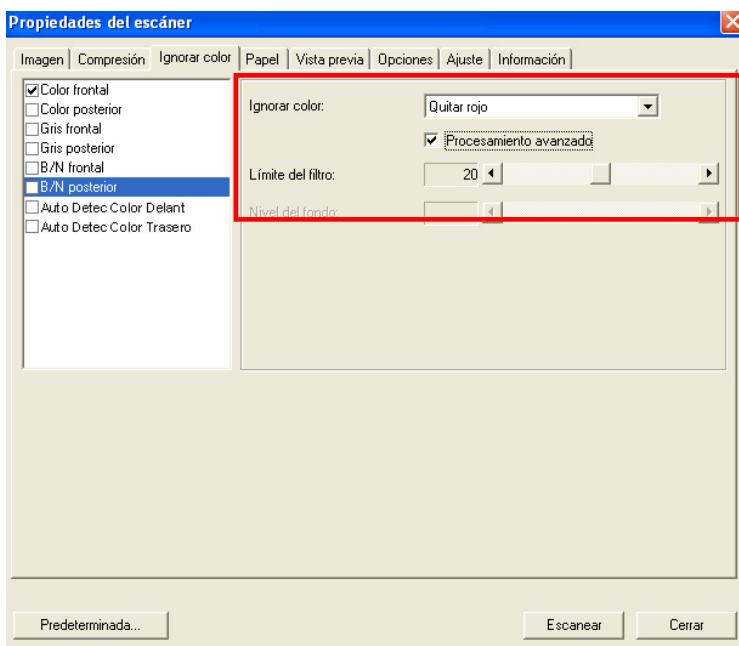 Propiedades del escáner
Imagen Compresión Ignorar color Papel Vista previa Opciones Ajuste Información
Color frontal
Color posterior
Gris frontal
Gris posterior
B/N frontal
B/N posterior
Auto Detec Color Delant
Auto Detec Color Trasero
Ignorar color: Quitar rojo
Procesamiento avanzado
Límite del filtro: 20
Nivel del fondo:
Predeterminada... Escanear Cerrar